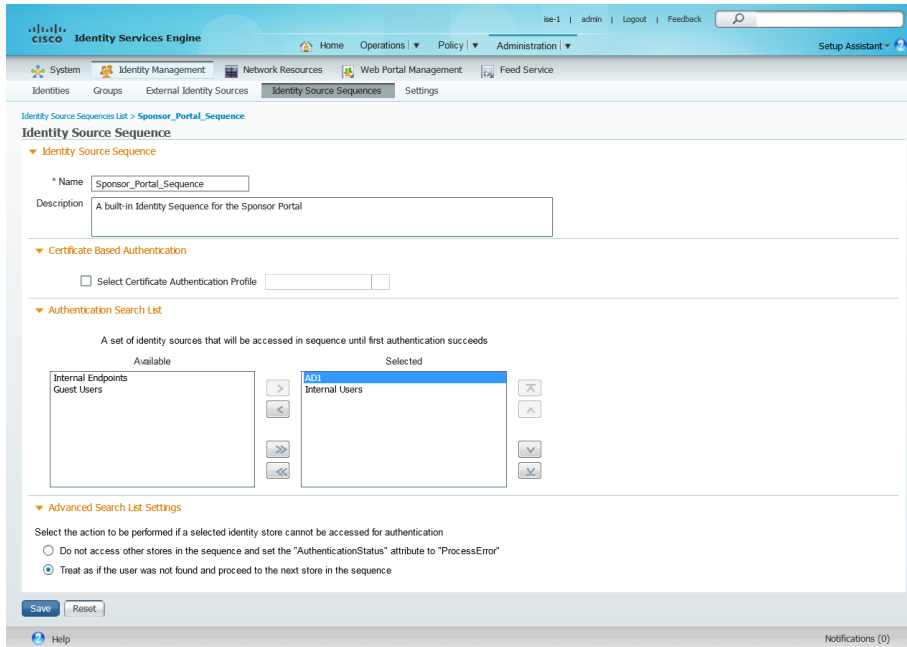 ise-1 | admin | Logout | Feedback
CISCO Identity Services Engine
Home Operations | ▼ Policy | ▼ Administration | ▼ Setup Assistant
System Identity Management Network Resources Web Portal Management Feed Service
Identities Groups External Identity Sources Identity Source Sequences Settings
Identity Source Sequences List > Sponsor_Portal_Sequence
Identity Source Sequence
Identity Source Sequence
* Name Sponsor_Portal_Sequence
Description A built-in Identity Sequence for the Sponsor Portal
Certificate Based Authentication
Select Certificate Authentication Profile
Authentication Search List
A set of identity sources that will be accessed in sequence until first authentication succeeds
Available Selected
Internal Endpoints AD1
Guest Users Internal Users
Advanced Search List Settings
Select the action to be performed if a selected identity store cannot be accessed for authentication
Do not access other stores in the sequence and set the "AuthenticationStatus" attribute to "ProcessError"
Treat as if the user was not found and proceed to the next store in the sequence
Save Reset
Help Notifications (0)